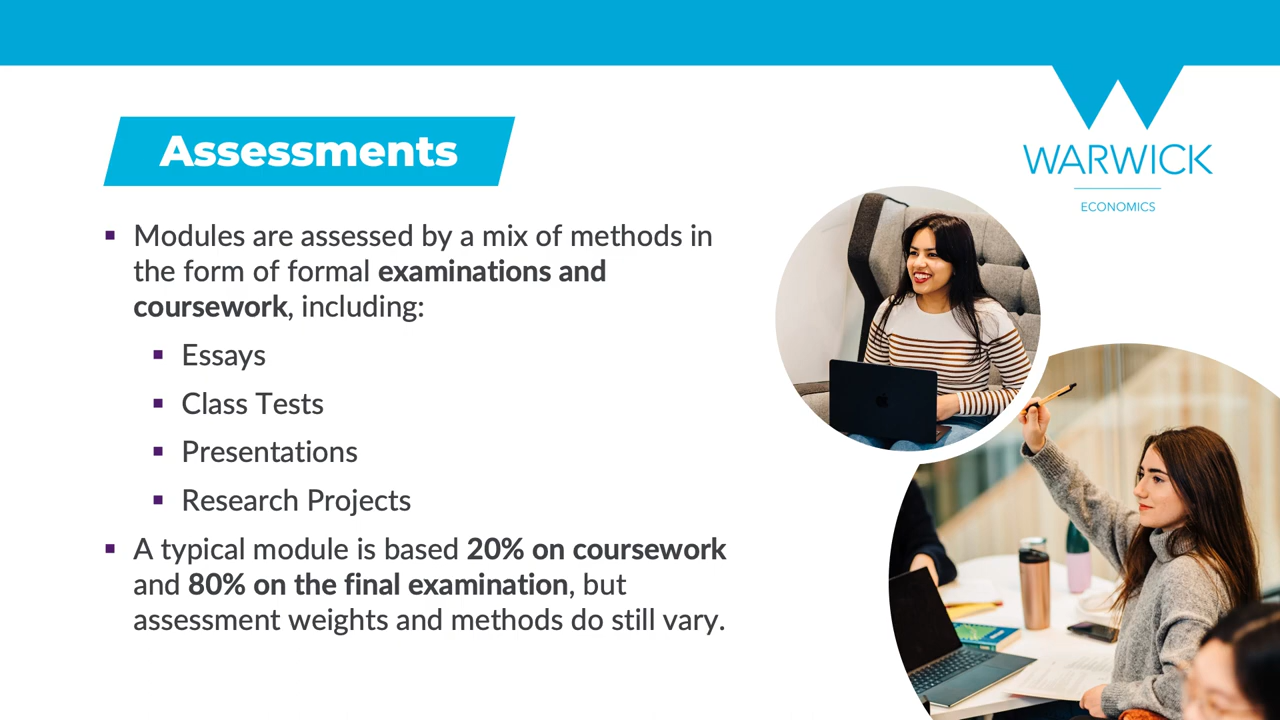 WARWICK
ECONOMICS
Assessments
▪ Modules are assessed by a mix of methods in
the form of formal examinations and
coursework, including:
▪ Essays
▪ Class Tests
▪ Presentations
▪ Research Projects
▪ A typical module is based 20% on coursework
and 80% on the final examination, but
assessment weights and methods do still vary.